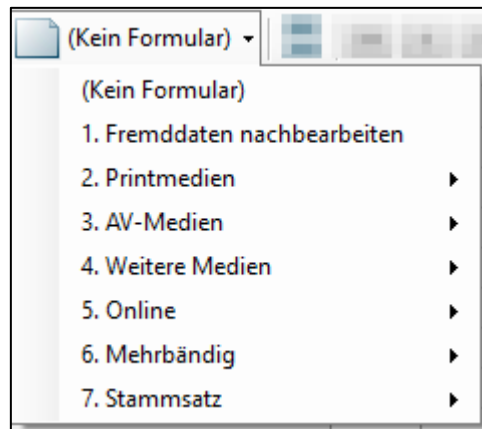 (Kein Formular)
(Kein Formular)
1. Fremddaten nachbearbeiten
2. Printmedien
3. AV-Medien
4. Weitere Medien
5. Online
6. Mehrbändig
7. Stammsatz